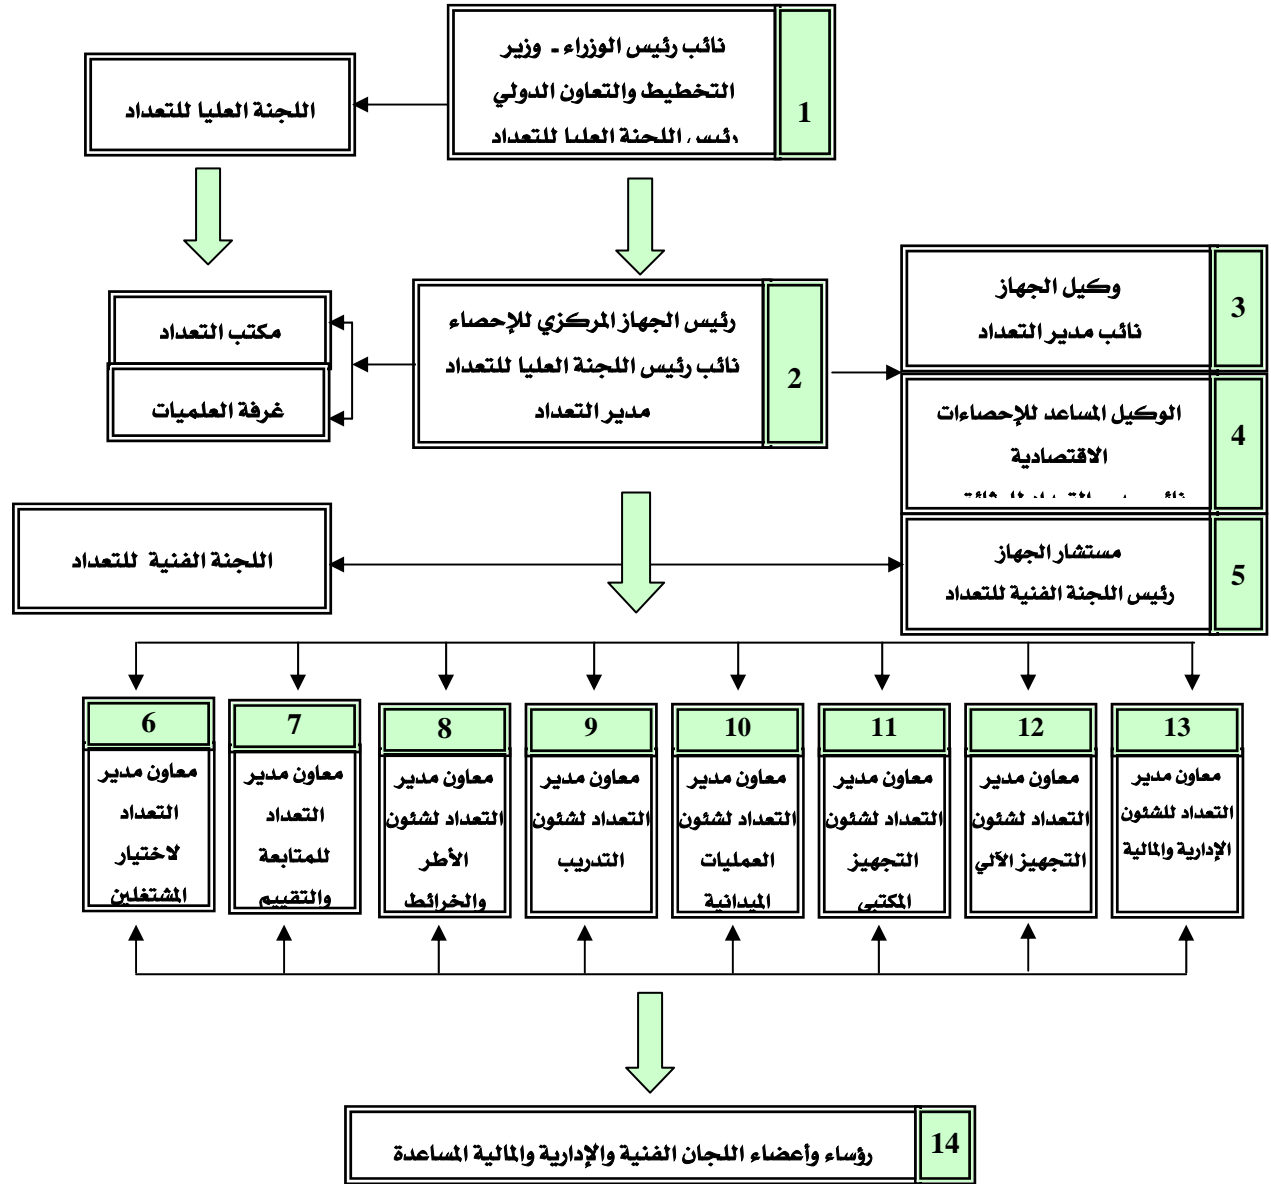 نائب رئيس الوزراء ـ وزير
التخطيط والتعاون الدولي
رئيس اللجنة العليا للتعداد
1
اللجنة العليا للتعداد
رئيس الجهاز المركزي للإحصاء
نائب رئيس اللجنة العليا للتعداد
مدير التعداد
2
مكتب التعداد
غرفة العلميات
وكيل الجهاز
نائب مدير التعداد
3
الوكيل المساعد للإحصاءات
الاقتصادية
4
مستشار الجهاز
رئيس اللجنة الفنية للتعداد
5
اللجنة الفنية للتعداد
13
معاون مدير
التعداد للشئون
الإدارية والمالية
12
معاون مدير
التعداد لشئون
التجهيز الآلي
11
معاون مدير
التعداد لشئون
التجهيز
المكتبي
10
معاون مدير
التعداد لشئون
العمليات
الميدانية
9
معاون مدير
التعداد لشئون
التدريب
8
معاون مدير
التعداد لشئون
الأطر
والخرائط
7
معاون مدير
التعداد
للمتابعة
والتقييم
6
معاون مدير
التعداد
لاختيار
المشتغلين
14
رؤساء وأعضاء اللجان الفنية والإدارية والمالية المساعدة